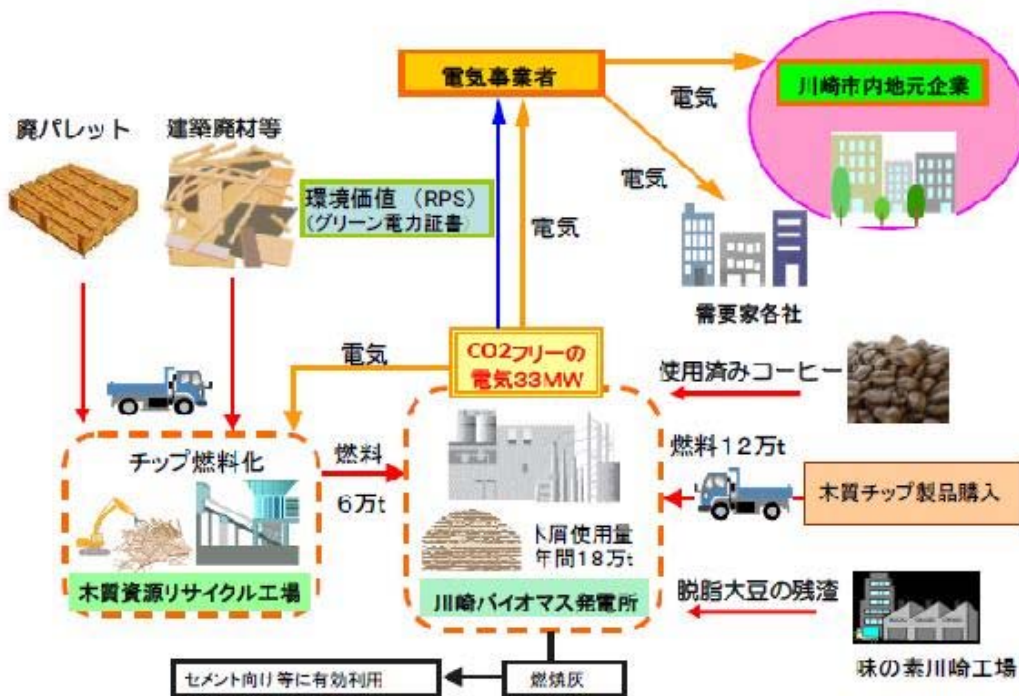 電気事業者
川崎市内地元企業
電気
廃パレット
建築廃材等
環境価値 (RPS)
(グリーン電力証書)
電気
電気
需要家各社
電気
CO2フリーの
電気33MW
使用済みコーヒー
チップ燃料化
燃料
6万t
燃料12万t
木質チップ製品購入
木屑使用量
年間18万t
木質資源リサイクル工場
川崎バイオマス発電所
脱脂大豆の残渣
味の素川崎工場
セメント向け等に有効利用
燃焼灰